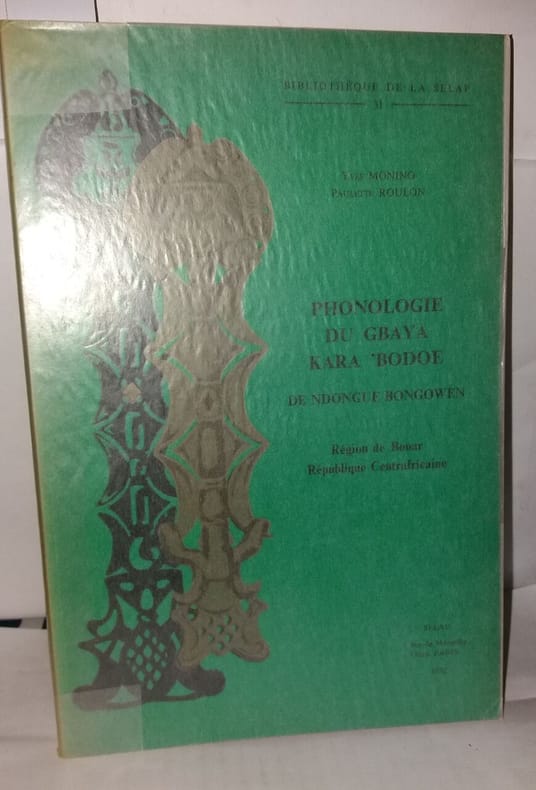 BIBLIOTHÈQUE DE LA SELAF
31
Yves MONINO
Paulette ROULON
PHONOLOGIE
DU GBAYA
KARA 'BODOE
DE NDONGUE BONGOWEN
Région de Bouar
République Centrafricaine
SELAF
PARIS
1972